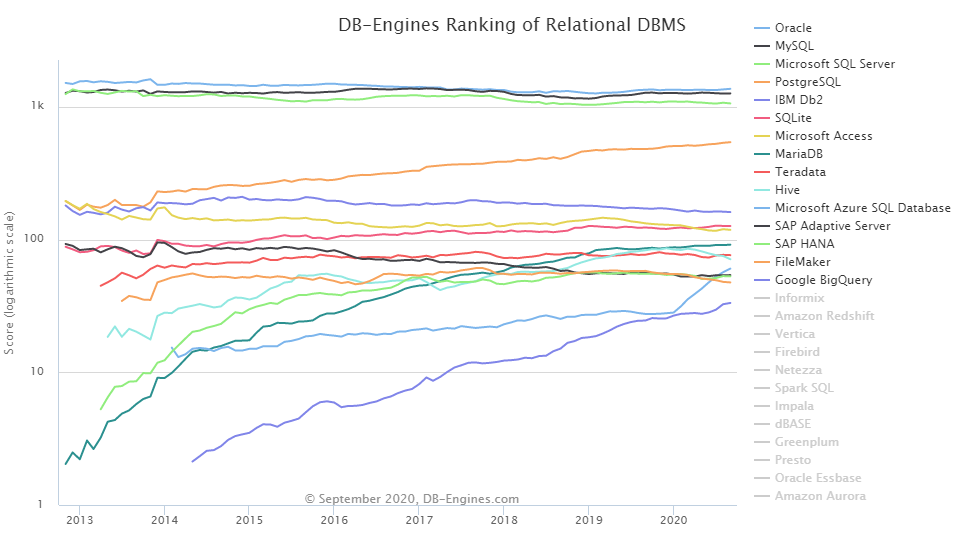 DB-Engines Ranking of Relational DBMS
Score (logarithmic scale)
1k
100
10
1
2013 2014 2015 2016 2017 2018 2019 2020
© September 2020, DB-Engines.com
Oracle
MySQL
Microsoft SQL Server
PostgreSQL
IBM Db2
SQLite
Microsoft Access
MariaDB
Teradata
Hive
Microsoft Azure SQL Database
SAP Adaptive Server
SAP HANA
FileMaker
Google BigQuery
Informix
Amazon Redshift
Vertica
Firebird
Netezza
Spark SQL
Impala
dBASE
Greenplum
Presto
Oracle Essbase
Amazon Aurora